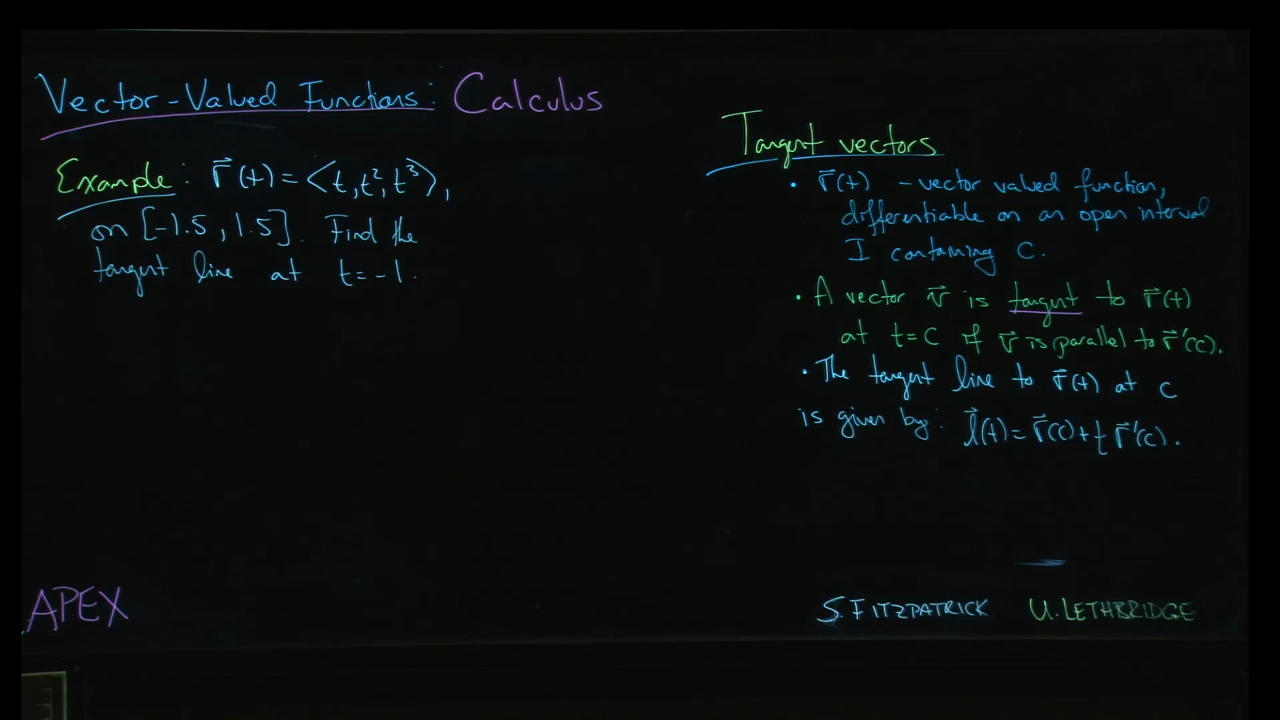 Vector-Valued Functions: Calculus
Example: r⃗(t) = ⟨t, t², t³⟩,
on [-1.5, 1.5]. Find the
tangent line at t=-1.
Tangent vectors
• r⃗(t) - vector valued function,
differentiable on an open interval
I containing C.
• A vector v⃗ is tangent to r⃗(t)
at t=C if v⃗ is parallel to r⃗'(c).
• The tangent line to r⃗(t) at c
is given by: l⃗(t) = r⃗(c) + t r⃗'(c).
APEX
S. FITZPATRICK U. LETHBRIDGE